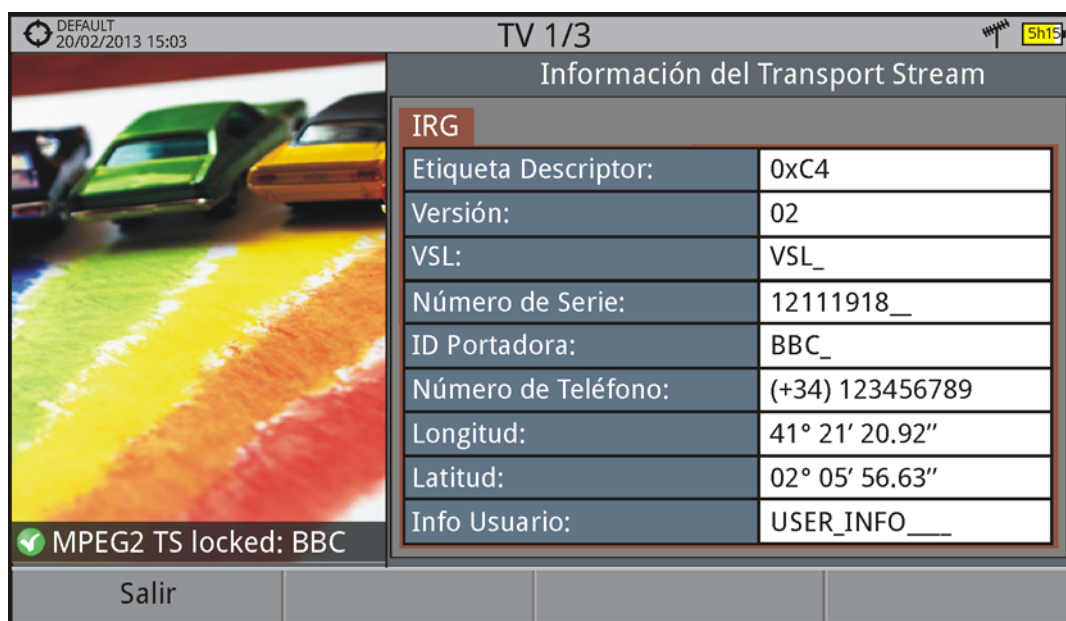 DEFAULT
20/02/2013 15:03
TV 1/3
5h15
Información del Transport Stream
IRG
Etiqueta Descriptor: 0xC4
Versión: 02
VSL: VSL_
Número de Serie: 12111918__
ID Portadora: BBC_
Número de Teléfono: (+34) 123456789
Longitud: 41° 21′ 20.92″
Latitud: 02° 05′ 56.63″
Info Usuario: USER_INFO____
MPEG2 TS locked: BBC
Salir